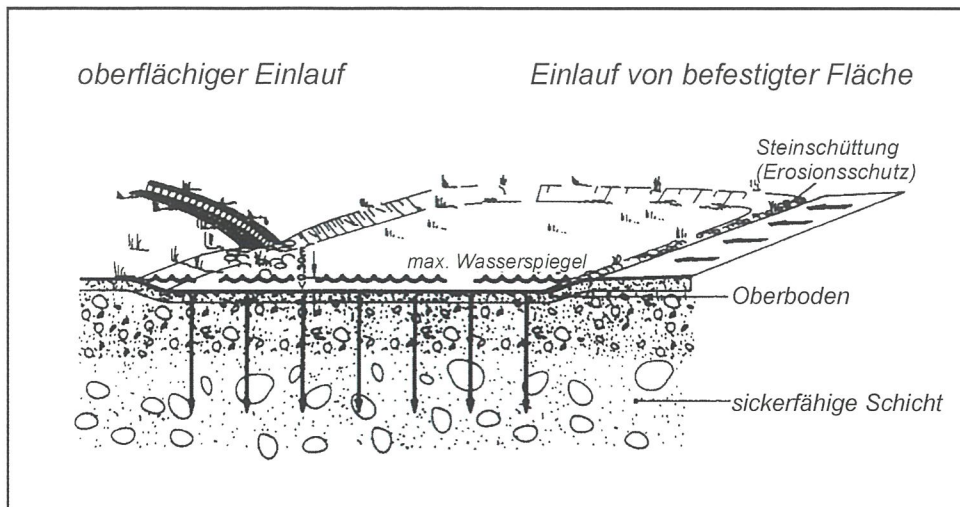 oberflächiger Einlauf
Einlauf von befestigter Fläche
Steinschüttung
(Erosionsschutz)
max. Wasserspiegel
Oberboden
sickerfähige Schicht